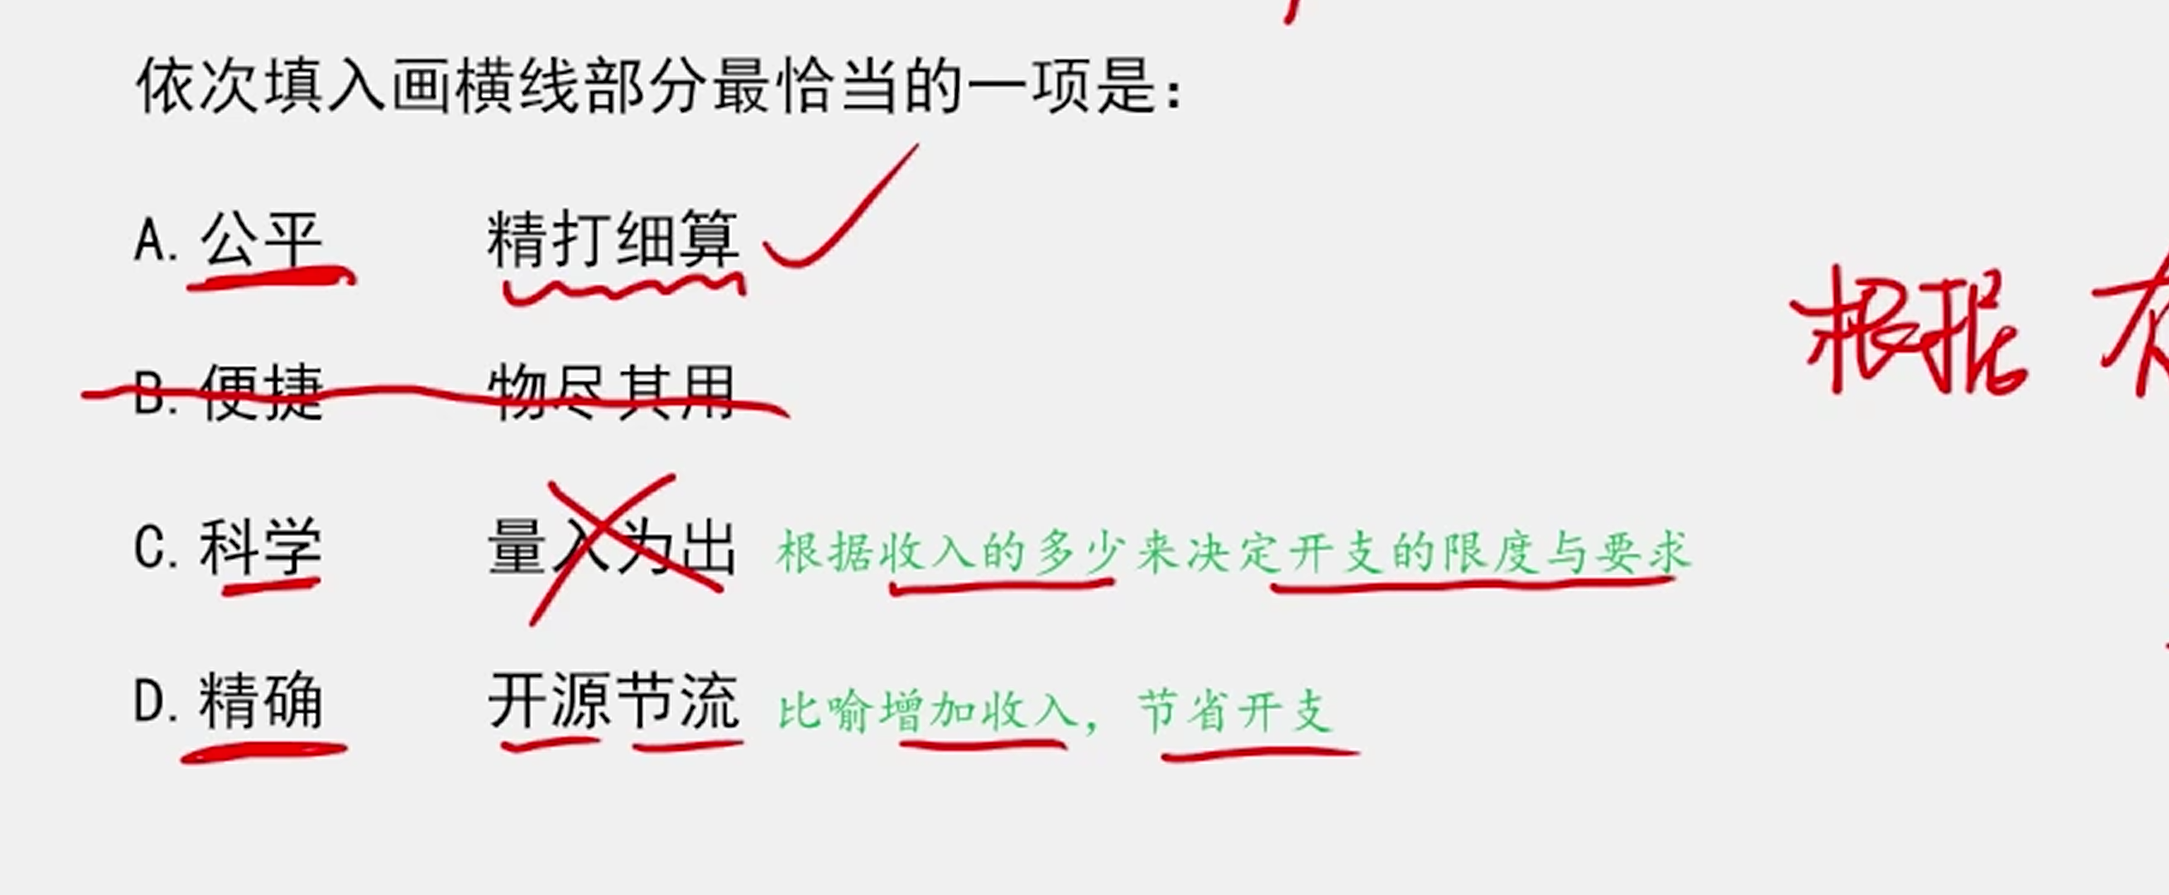 依次填入画横线部分最恰当的一项是：
A. 公平 精打细算
根据
B. 便捷 物尽其用
C. 科学 量入为出 根据收入的多少来决定开支的限度与要求
D. 精确 开源节流 比喻增加收入，节省开支